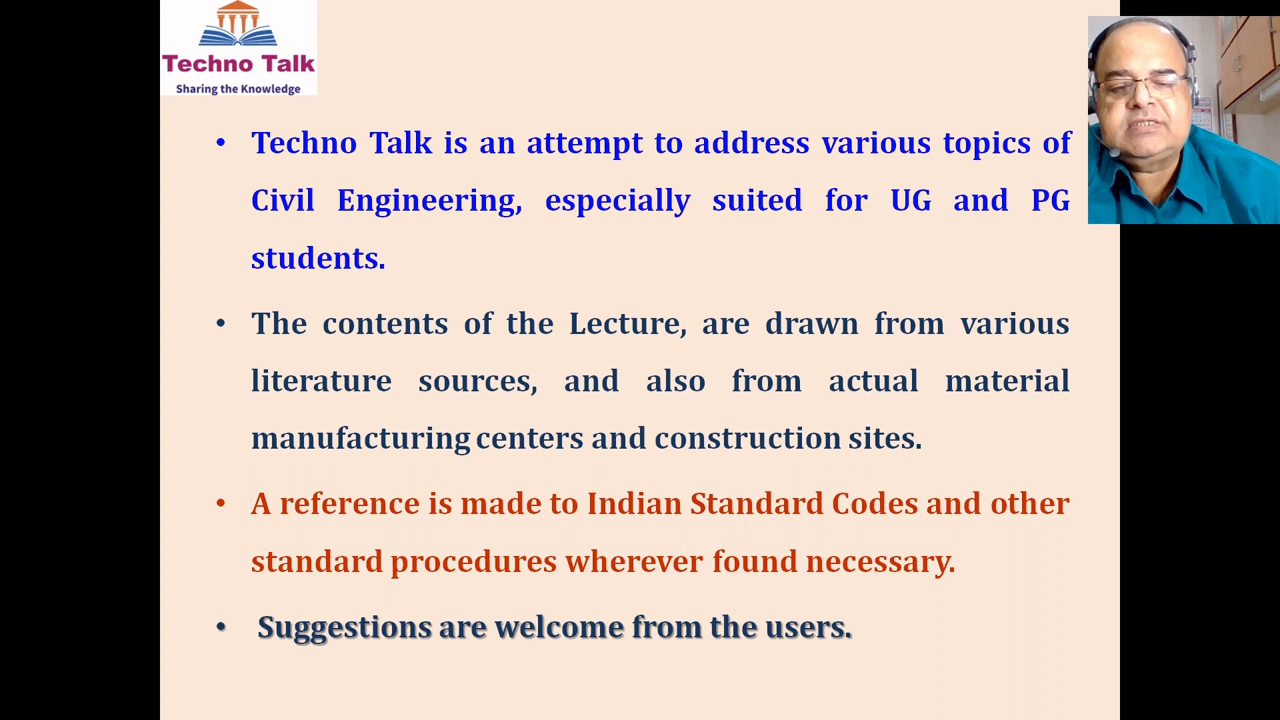 Techno Talk
Sharing the Knowledge
• Techno Talk is an attempt to address various topics of
Civil Engineering, especially suited for UG and PG
students.
• The contents of the Lecture, are drawn from various
literature sources, and also from actual material
manufacturing centers and construction sites.
• A reference is made to Indian Standard Codes and other
standard procedures wherever found necessary.
• Suggestions are welcome from the users.